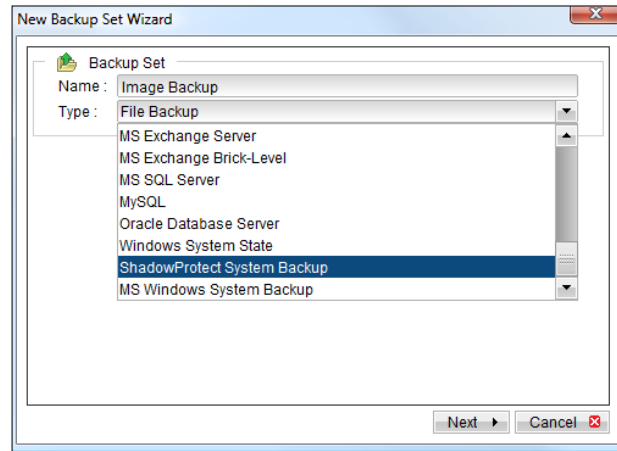 New Backup Set Wizard
Backup Set
Name : Image Backup
Type : File Backup
MS Exchange Server
MS Exchange Brick-Level
MS SQL Server
MySQL
Oracle Database Server
Windows System State
ShadowProtect System Backup
MS Windows System Backup
Next Cancel